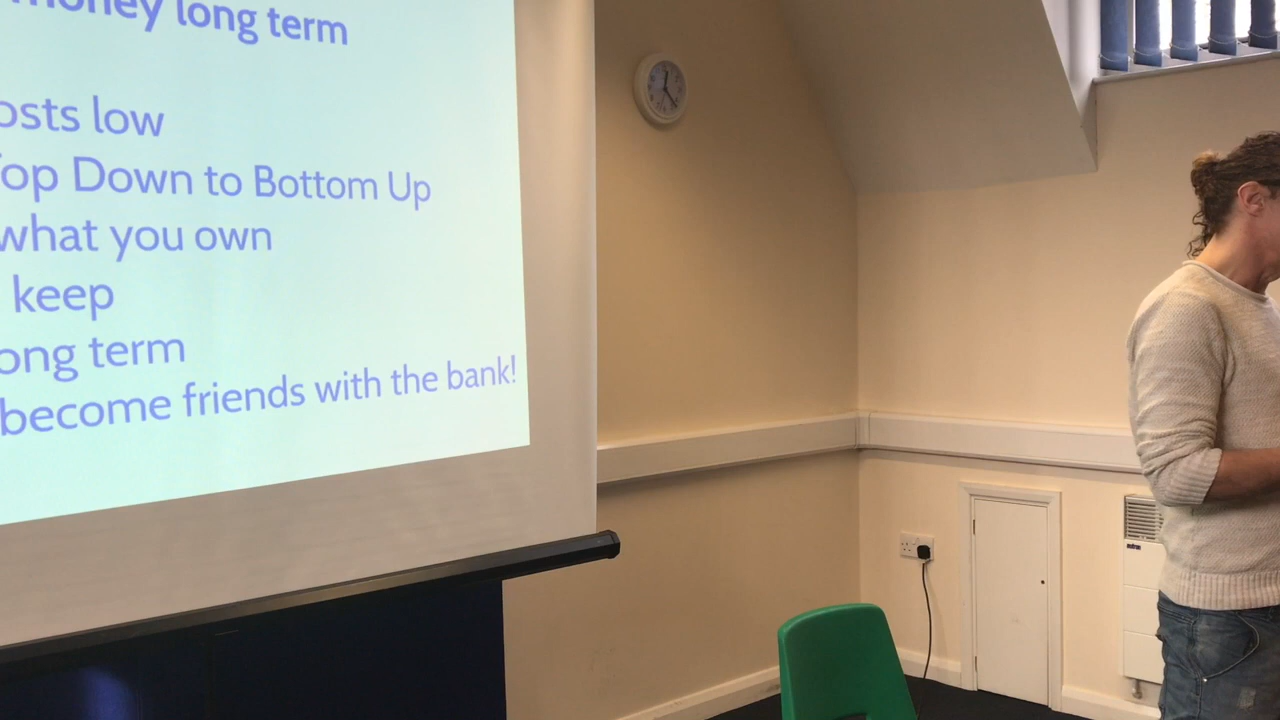 money long term
osts low
Top Down to Bottom Up
what you own
keep
ong term
become friends with the bank!